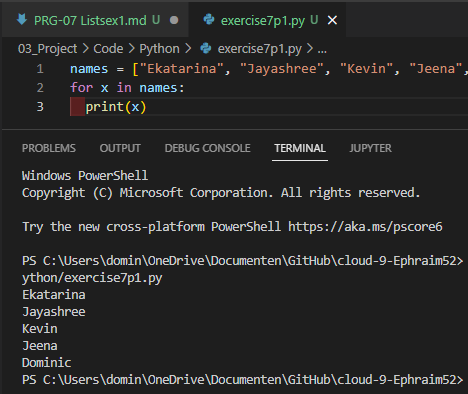 PRG-07 Listsex1.md U
exercise7p1.py U
03_Project > Code > Python > exercise7p1.py > ...
1 names = ["Ekatarina", "Jayashree", "Kevin", "Jeena",
2 for x in names:
3 print(x)
PROBLEMS OUTPUT DEBUG CONSOLE TERMINAL JUPYTER
Windows PowerShell
Copyright (C) Microsoft Corporation. All rights reserved.
Try the new cross-platform PowerShell https://aka.ms/pscore6
PS C:\Users\domin\OneDrive\Documenten\GitHub\cloud-9-Ephraim52>
ython/exercise7p1.py
Ekatarina
Jayashree
Kevin
Jeena
Dominic
PS C:\Users\domin\OneDrive\Documenten\GitHub\cloud-9-Ephraim52>